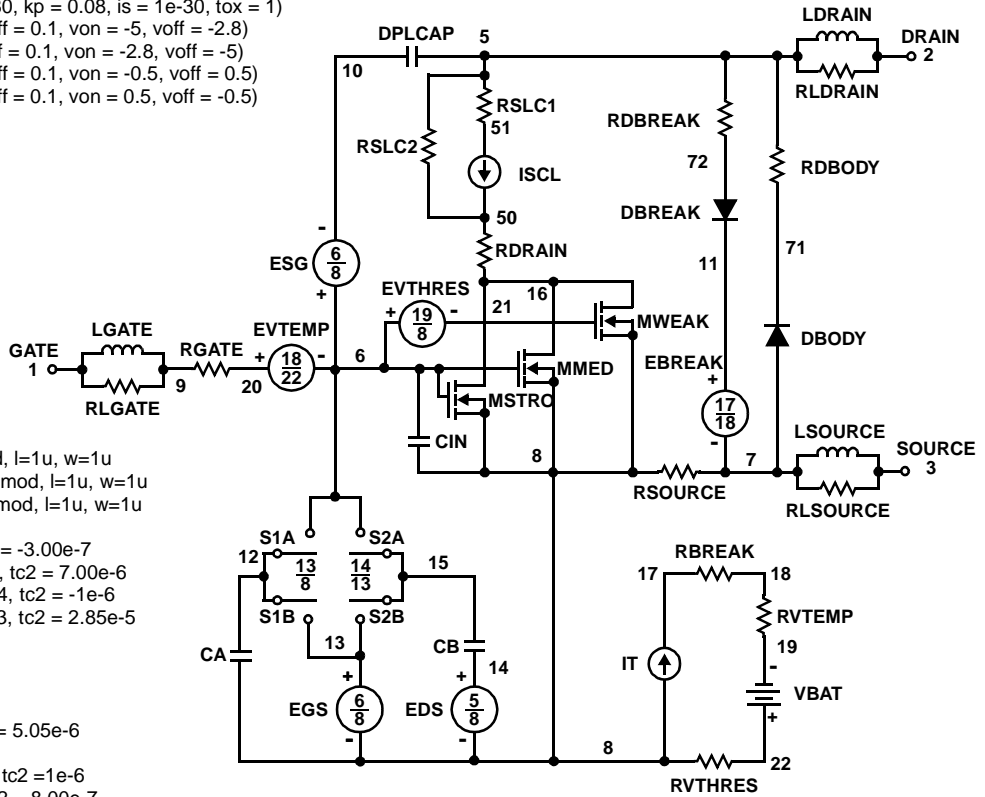 60, kp = 0.08, is = 1e-30, tox = 1)
ff = 0.1, von = -5, voff = -2.8)
f = 0.1, von = -2.8, voff = -5)
ff = 0.1, von = -0.5, voff = 0.5)
ff = 0.1, von = 0.5, voff = -0.5)
DPLCAP
5
10
LDRAIN
DRAIN
2
RLDRAIN
RSLC1
51
RSLC2
ISCL
50
RDBREAK
72
RDBODY
DBREAK
71
RDRAIN
ESG
6
8
-
+
11
EVTHRES
+
19
8
-
21
16
MWEAK
LGATE
GATE
1
RLGATE
9
RGATE
EVTEMP
+
18
22
-
20
6
MMED
MSTRO
EBREAK
+
17
18
-
DBODY
CIN
8
7
LSOURCE
SOURCE
3
RSOURCE
RLSOURCE
d, l=1u, w=1u
mod, l=1u, w=1u
mod, l=1u, w=1u
= -3.00e-7
, tc2 = 7.00e-6
4, tc2 = -1e-6
3, tc2 = 2.85e-5
S1A
S2A
12
13
8
14
13
15
S1B
S2B
13
CA
CB
14
+
EGS
6
8
-
+
EDS
5
8
-
RBREAK
17
18
RVTEMP
19
IT
-
VBAT
+
8
22
RVTHRES
= 5.05e-6
tc2 =1e-6